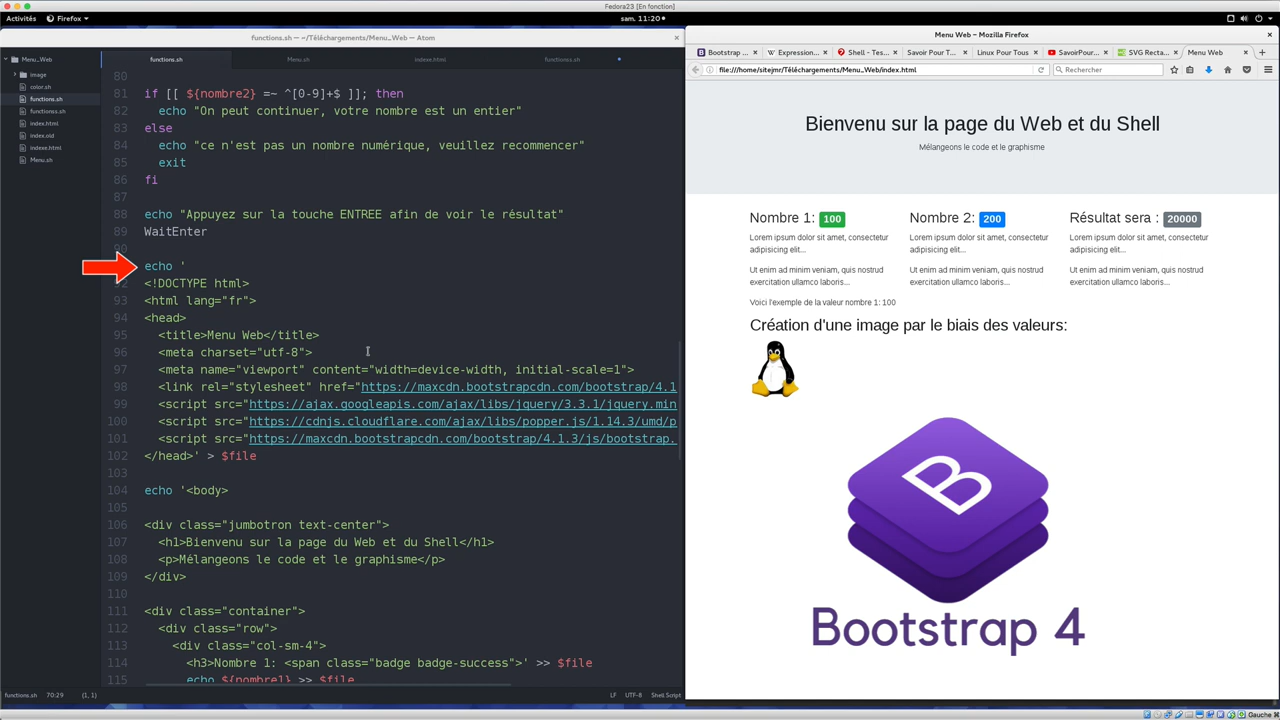 Fedora23 [En fonction]
Activités
Firefox
sam. 11:20
functions.sh — ~/Téléchargements/Menu_Web — Atom
Menu_Web
image
color.sh
functions.sh
functionss.sh
index.html
index.old
indexe.html
Menu.sh
functions.sh Menu.sh indexe.html functionss.sh
80
81 if [[ ${nombre2} =~ ^[0-9]+$ ]]; then
82 echo "On peut continuer, votre nombre est un entier"
83 else
84 echo "ce n'est pas un nombre numérique, veuillez recommencer"
85 exit
86 fi
87
88 echo "Appuyez sur la touche ENTREE afin de voir le résultat"
89 WaitEnter
90
echo '
92 <!DOCTYPE html>
93 <html lang="fr">
94 <head>
95 <title>Menu Web</title>
96 <meta charset="utf-8">
97 <meta name="viewport" content="width=device-width, initial-scale=1">
98 <link rel="stylesheet" href="https://maxcdn.bootstrapcdn.com/bootstrap/4.1
99 <script src="https://ajax.googleapis.com/ajax/libs/jquery/3.3.1/jquery.min
100 <script src="https://cdnjs.cloudflare.com/ajax/libs/popper.js/1.14.3/umd/p
101 <script src="https://maxcdn.bootstrapcdn.com/bootstrap/4.1.3/js/bootstrap.
102 </head>' > $file
103
104 echo '<body>
105
106 <div class="jumbotron text-center">
107 <h1>Bienvenu sur la page du Web et du Shell</h1>
108 <p>Mélangeons le code et le graphisme</p>
109 </div>
110
111 <div class="container">
112 <div class="row">
113 <div class="col-sm-4">
114 <h3>Nombre 1: <span class="badge badge-success">' >> $file
115 echo ${nombre1} >> $file
functions.sh 70:29 (1, 1) LF UTF-8 Shell Script
Menu Web – Mozilla Firefox
Bootstrap ... Expression... Shell - Tes... Savoir Pour T... Linux Pour Tous SavoirPour... SVG Recta... Menu Web
file:///home/sitejmr/Téléchargements/Menu_Web/index.html
Rechercher
Bienvenu sur la page du Web et du Shell
Mélangeons le code et le graphisme
Nombre 1: 100
Lorem ipsum dolor sit amet, consectetur
adipisicing elit...
Ut enim ad minim veniam, quis nostrud
exercitation ullamco laboris...
Voici l'exemple de la valeur nombre 1: 100
Nombre 2: 200
Lorem ipsum dolor sit amet, consectetur
adipisicing elit...
Ut enim ad minim veniam, quis nostrud
exercitation ullamco laboris...
Résultat sera : 20000
Lorem ipsum dolor sit amet, consectetur
adipisicing elit...
Ut enim ad minim veniam, quis nostrud
exercitation ullamco laboris...
Création d'une image par le biais des valeurs:
B
Bootstrap 4
Gauche ⌘